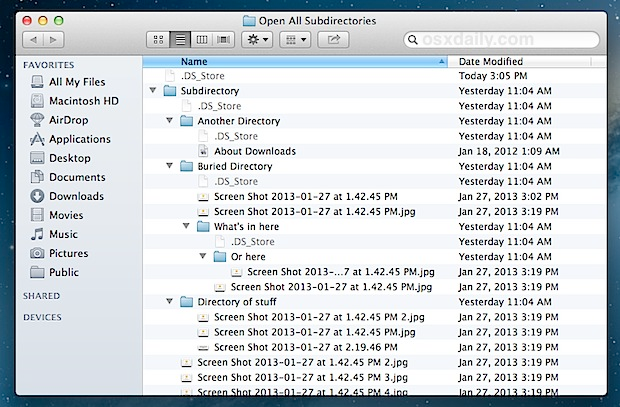 Open All Subdirectories
osxdaily.com
FAVORITES
All My Files
Macintosh HD
AirDrop
Applications
Desktop
Documents
Downloads
Movies
Music
Pictures
Public
SHARED
DEVICES
Name Date Modified
.DS_Store Today 3:05 PM
Subdirectory Yesterday 11:04 AM
.DS_Store Yesterday 11:04 AM
Another Directory Yesterday 11:04 AM
.DS_Store Yesterday 11:04 AM
About Downloads Jan 18, 2012 1:09 AM
Buried Directory Yesterday 11:04 AM
.DS_Store Yesterday 11:04 AM
Screen Shot 2013-01-27 at 1.42.45 PM Jan 27, 2013 3:02 PM
Screen Shot 2013-01-27 at 1.42.45 PM.jpg Jan 27, 2013 3:19 PM
What's in here Yesterday 11:04 AM
.DS_Store Yesterday 11:04 AM
Or here Yesterday 11:04 AM
Screen Shot 2013-...7 at 1.42.45 PM.jpg Jan 27, 2013 3:19 PM
Screen Shot 2013-01-27 at 1.42.45 PM.jpg Jan 27, 2013 3:19 PM
Directory of stuff Yesterday 11:04 AM
Screen Shot 2013-01-27 at 1.42.45 PM 2.jpg Jan 27, 2013 3:19 PM
Screen Shot 2013-01-27 at 1.42.45 PM.jpg Jan 27, 2013 3:19 PM
Screen Shot 2013-01-27 at 2.19.46 PM Jan 27, 2013 3:19 PM
Screen Shot 2013-01-27 at 1.42.45 PM 2.jpg Jan 27, 2013 3:19 PM
Screen Shot 2013-01-27 at 1.42.45 PM 3.jpg Jan 27, 2013 3:19 PM
Screen Shot 2013-01-27 at 1.42.45 PM 4.jpg Jan 27, 2013 3:19 PM